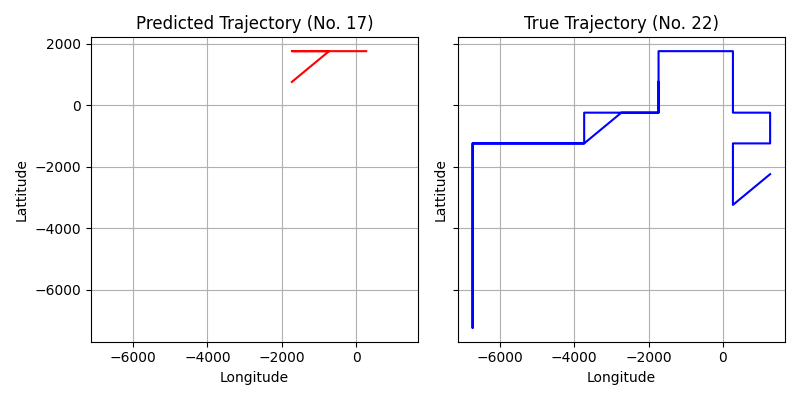 Predicted Trajectory (No. 17)
True Trajectory (No. 22)
2000
0
−2000
−4000
−6000
Lattitude
Lattitude
−6000 −4000 −2000 0
−6000 −4000 −2000 0
Longitude
Longitude